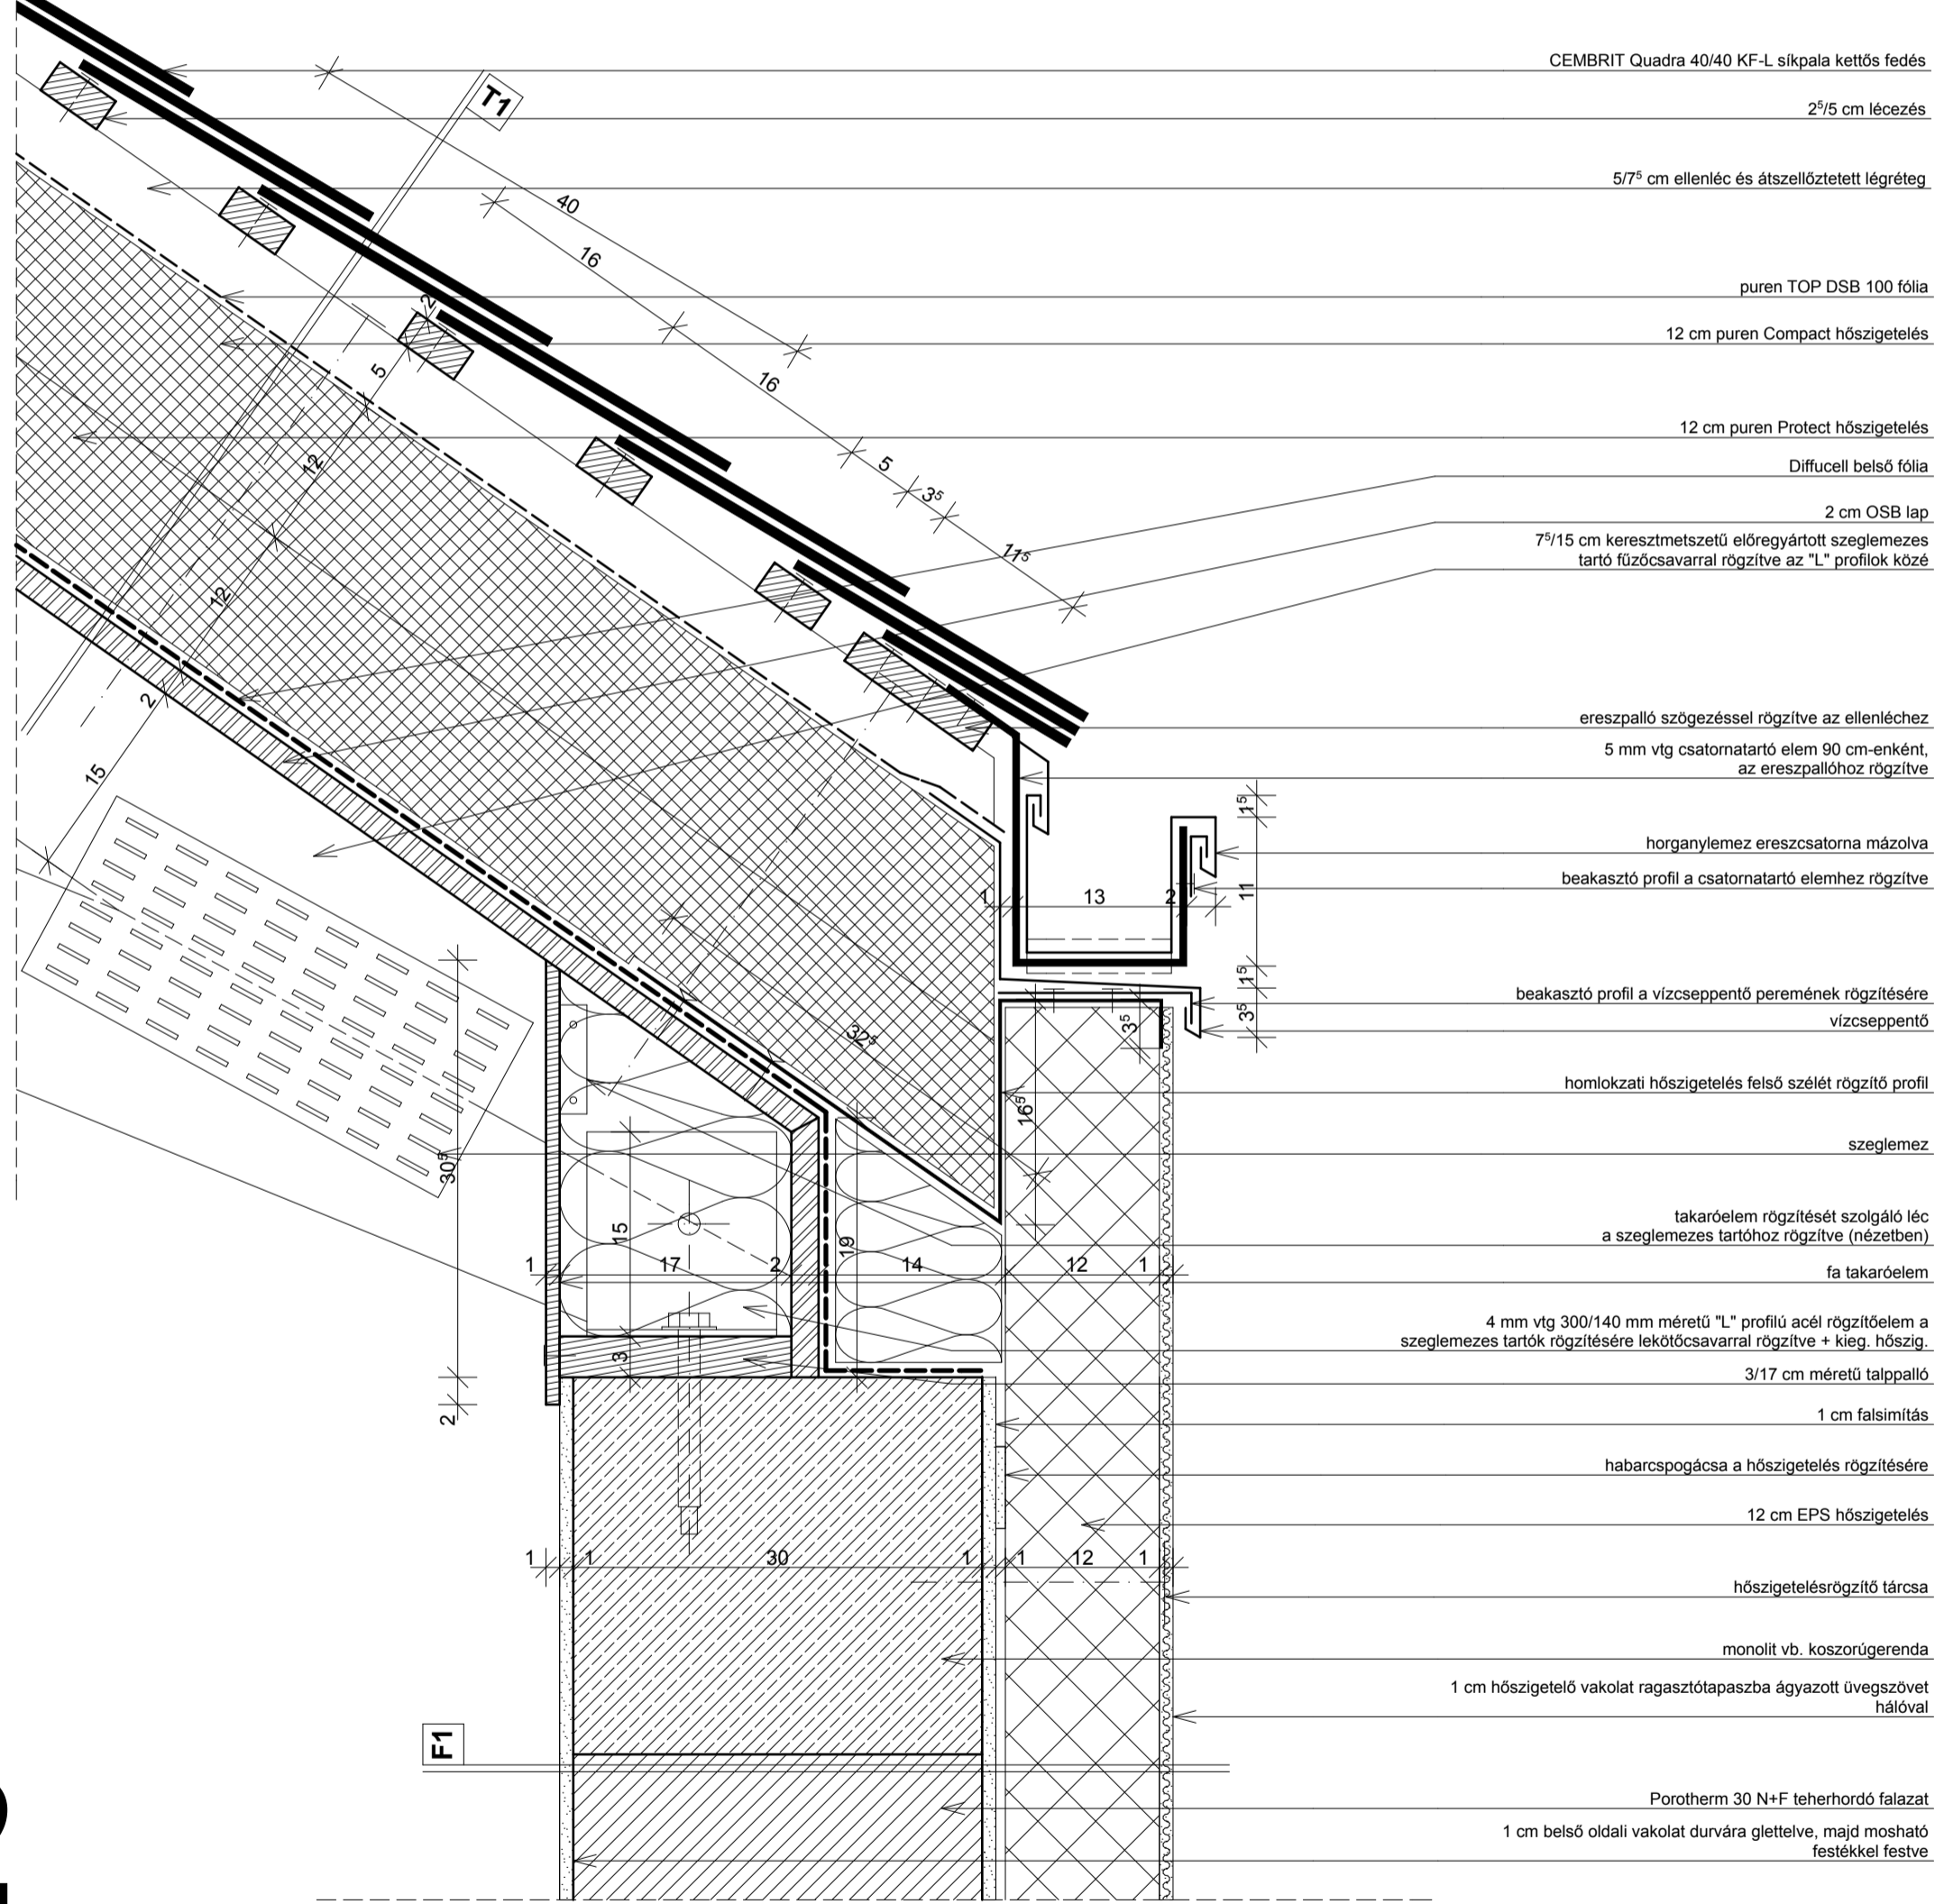 CEMBRIT Quadra 40/40 KF-L síkpala kettős fedés
2⁵/5 cm lécezés
5/7⁵ cm ellenléc és átszellőztetett légréteg
puren TOP DSB 100 fólia
12 cm puren Compact hőszigetelés
12 cm puren Protect hőszigetelés
Diffucell belső fólia
2 cm OSB lap
7⁵/15 cm keresztmetszetű előregyártott szeglemezes
tartó fűzőcsavarral rögzítve az "L" profilok közé
ereszpalló szögezéssel rögzítve az ellenléchez
5 mm vtg csatornatartó elem 90 cm-enként,
az ereszpallóhoz rögzítve
horganylemez ereszcsatorna mázolva
beakasztó profil a csatornatartó elemhez rögzítve
beakasztó profil a vízcseppentő peremének rögzítésére
vízcseppentő
homlokzati hőszigetelés felső szélét rögzítő profil
szeglemez
takaróelem rögzítését szolgáló léc
a szeglemezes tartóhoz rögzítve (nézetben)
fa takaróelem
4 mm vtg 300/140 mm méretű "L" profilú acél rögzítőelem a
szeglemezes tartók rögzítésére lekötőcsavarral rögzítve + kieg. hőszig.
3/17 cm méretű talppalló
1 cm falsimítás
habarcspogácsa a hőszigetelés rögzítésére
12 cm EPS hőszigetelés
hőszigetelésrögzítő tárcsa
monolit vb. koszorúgerenda
1 cm hőszigetelő vakolat ragasztótapaszba ágyazott üvegszövet
hálóval
Porotherm 30 N+F teherhordó falazat
1 cm belső oldali vakolat durvára glettelve, majd mosható
festékkel festve
T1
40
16
16
5
3⁵
11⁵
2
5
12
12
2
15
1 13 2
1⁵
11
1⁵
3⁵
3⁵
16⁵
32⁵
30⁵
2
15
3
19
1 17 2 14 12 1
1 1 30 1 1 12 1
F1